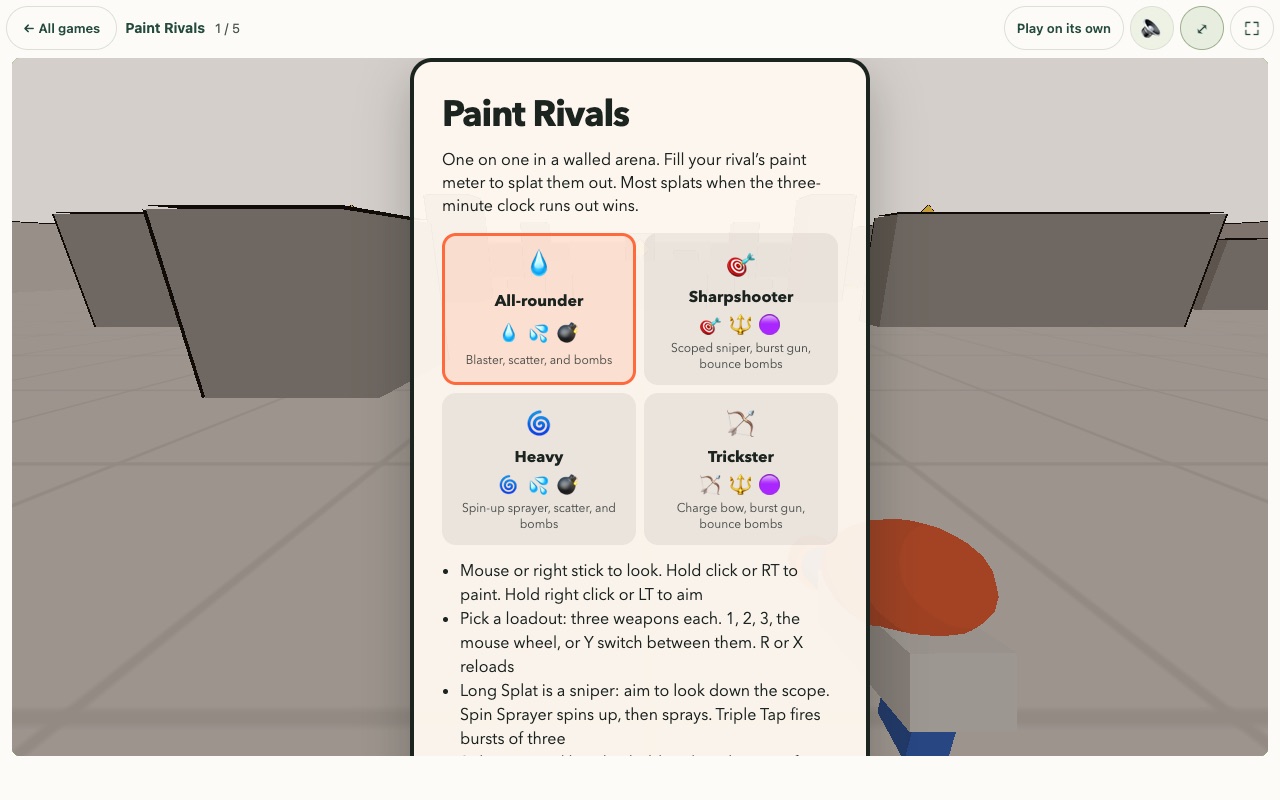 ← All games
Paint Rivals 1 / 5
Play on its own
Paint Rivals
One on one in a walled arena. Fill your rival’s paint
meter to splat them out. Most splats when the three-
minute clock runs out wins.
All-rounder
Blaster, scatter, and bombs
Sharpshooter
Scoped sniper, burst gun,
bounce bombs
Heavy
Spin-up sprayer, scatter, and
bombs
Trickster
Charge bow, burst gun,
bounce bombs
• Mouse or right stick to look. Hold click or RT to
paint. Hold right click or LT to aim
• Pick a loadout: three weapons each. 1, 2, 3, the
mouse wheel, or Y switch between them. R or X
reloads
• Long Splat is a sniper: aim to look down the scope.
Spin Sprayer spins up, then sprays. Triple Tap fires
bursts of three